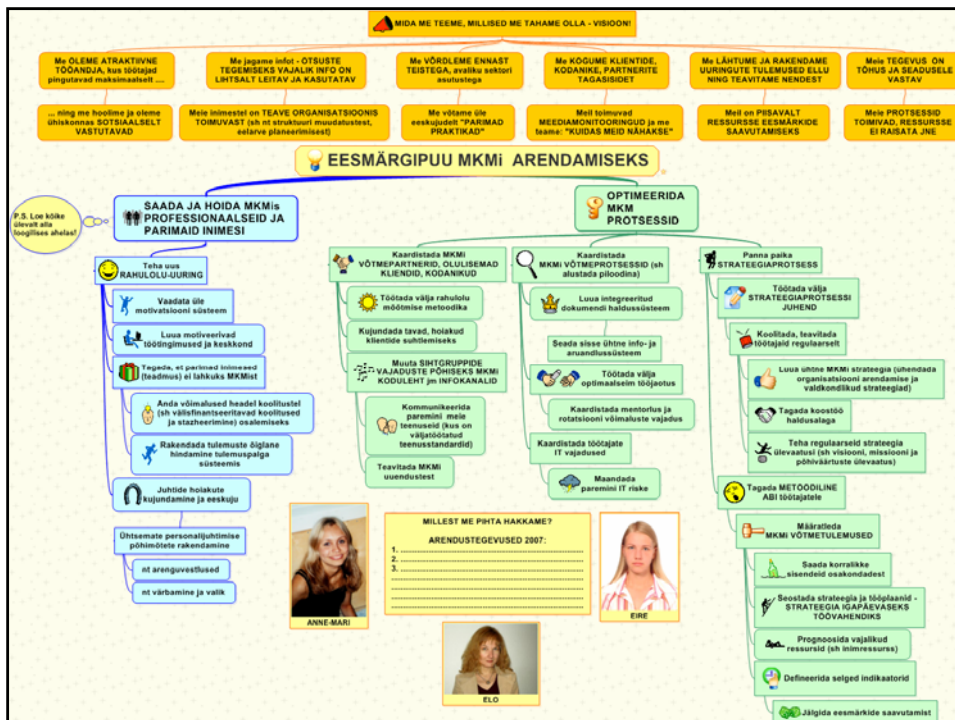 MIDA ME TEEME, MILLISED ME TAHAME OLLA - VISIOON!
Me OLEME ATRAKTIIVNE
TÖÖANDJA, kus töötajad
pingutavad maksimaalselt ....
Me jagame infot - OTSUSTE
TEGEMISEKS VAJALIK INFO ON
LIHTSALT LEITAV JA KASUTATAV
Me VÕRDLEME ENNAST
TEISTEGA, avaliku sektori
asutustega
Me KOGUME KLIENTIDE,
KODANIKE, PARTNERITE
TAGASISIDET
Me LÄHTUME JA RAKENDAME
UURINGUTE TULEMUSED ELLU
NING TEAVITAME NENDEST
Meie TEGEVUS ON
TÕHUS JA SEADUSELE
VASTAV
... ning me hoolime ja oleme
ühiskonnas SOTSIAALSELT
VASTUTAVAD
Meie inimestel on TEAVE ORGANISATSIOONIS
TOIMUVAST (sh nt struktuuri muudatustest,
eelarve planeerimisest)
Me võtame üle
eeskujudelt "PARIMAD
PRAKTIKAD"
Meil toimuvad
MEEDIAMONITOORINGUD ja me
teame: "KUIDAS MEID NÄHAKSE"
Meil on PIISAVALT
RESSURSSE EESMÄRKIDE
SAAVUTAMISEKS
Meie PROTSESSID
TOIMIVAD, RESSURSSE
EI RAISATA JNE
EESMÄRGIPUU MKMi ARENDAMISEKS
P.S. Loe kõike
ülevalt alla
loogilises ahelas!
SAADA JA HOIDA MKMis
PROFESSIONAALSEID JA
PARIMAID INIMESI
Teha uus
RAHULOLU-UURING
Vaadata üle
motivatsiooni süsteem
Luua motiveerivad
töötingimused ja keskkond
Tegada, et parimad inimesed
(teadmus) ei lahkuks MKMist
Anda võimalused headel koolitustel
(sh välisfinantseeritavad koolitused
ja stazheerimine) osalemiseks
Rakendada tulemuste õiglane
hindamine tulemuspalga
süsteemis
Juhtide hoiakute
kujundamine ja eeskuju
Ühtsemate personalijuhtimise
põhimõtete rakendamine
nt arenguvestlused
nt värbamine ja valik
OPTIMEERIDA
MKM
PROTSESSID
Kaardistada MKMi
VÕTMEPARTNERID, OLULISEMAD
KLIENDID, KODANIKUD
Töötada välja rahulolu
mõõtmise metoodika
Kujundada tavad, hoiakud
klientide suhtlemiseks
Muuta SIHTGRUPPIDE
VAJADUSTE PÕHISEKS MKMi
KODULEHT jm INFOKANALID
Kommunikeerida
paremini meie
teenuseid (kus on
väljatöötatud
teenusstandardid)
Teavitada MKMi
uuendustest
Kaardistada
MKMi VÕTMEPROTSESSID (sh
alustada piloodina)
Luua integreeritud
dokumendi haldussüsteem
Seada sisse ühtne info- ja
aruandlussüsteem
Töötada välja
optimaalseim tööjaotus
Kaardistada mentorlus ja
rotatsiooni võimaluste vajadus
Kaardistada töötajate
IT vajadused
Maandada
paremini IT riske
Panna paika
STRATEEGIAPROTSESS
Töötada välja
STRATEEGIAPROTSESSI
JUHEND
Koolitada, teavitada
töötajaid regulaarselt
Luua ühtne MKMi strateegia (ühendada
organisatsiooni arendamise ja
valdkondlikud strateegiad)
Tagada koostöö
haldusalaga
Teha regulaarseid strateegia
ülevaatusi (sh visiooni, missiooni ja
põhiväärtuste ülevaatus)
Tagada METOODILINE
ABI töötajatele
Määratleda
MKMi VÕTMETULEMUSED
Saada korralikke
sisendeid osakondadest
Seostada strateegia ja tööplaanid -
STRATEEGIA IGAPÄEVASEKS
TÖÖVAHENDIKS
Prognoosida vajalikud
ressursid (sh inimressurss)
Defineerida selged indikaatorid
Jälgida eesmärkide saavutamist
MILLEST ME PIHTA HAKKAME?
ARENDUSTEGEVUSED 2007:
1.
2.
3.
ANNE-MARI
EIRE
ELO